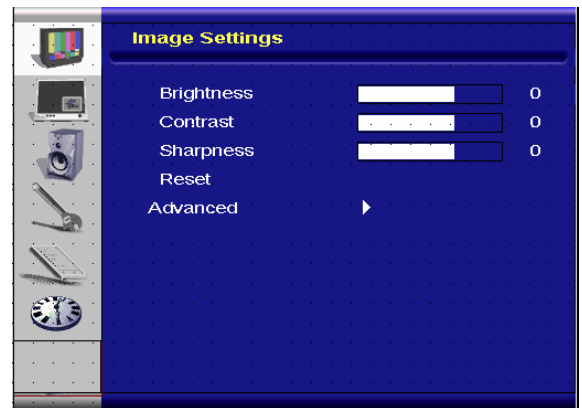 Image Settings
Brightness 0
Contrast 0
Sharpness 0
Reset
Advanced